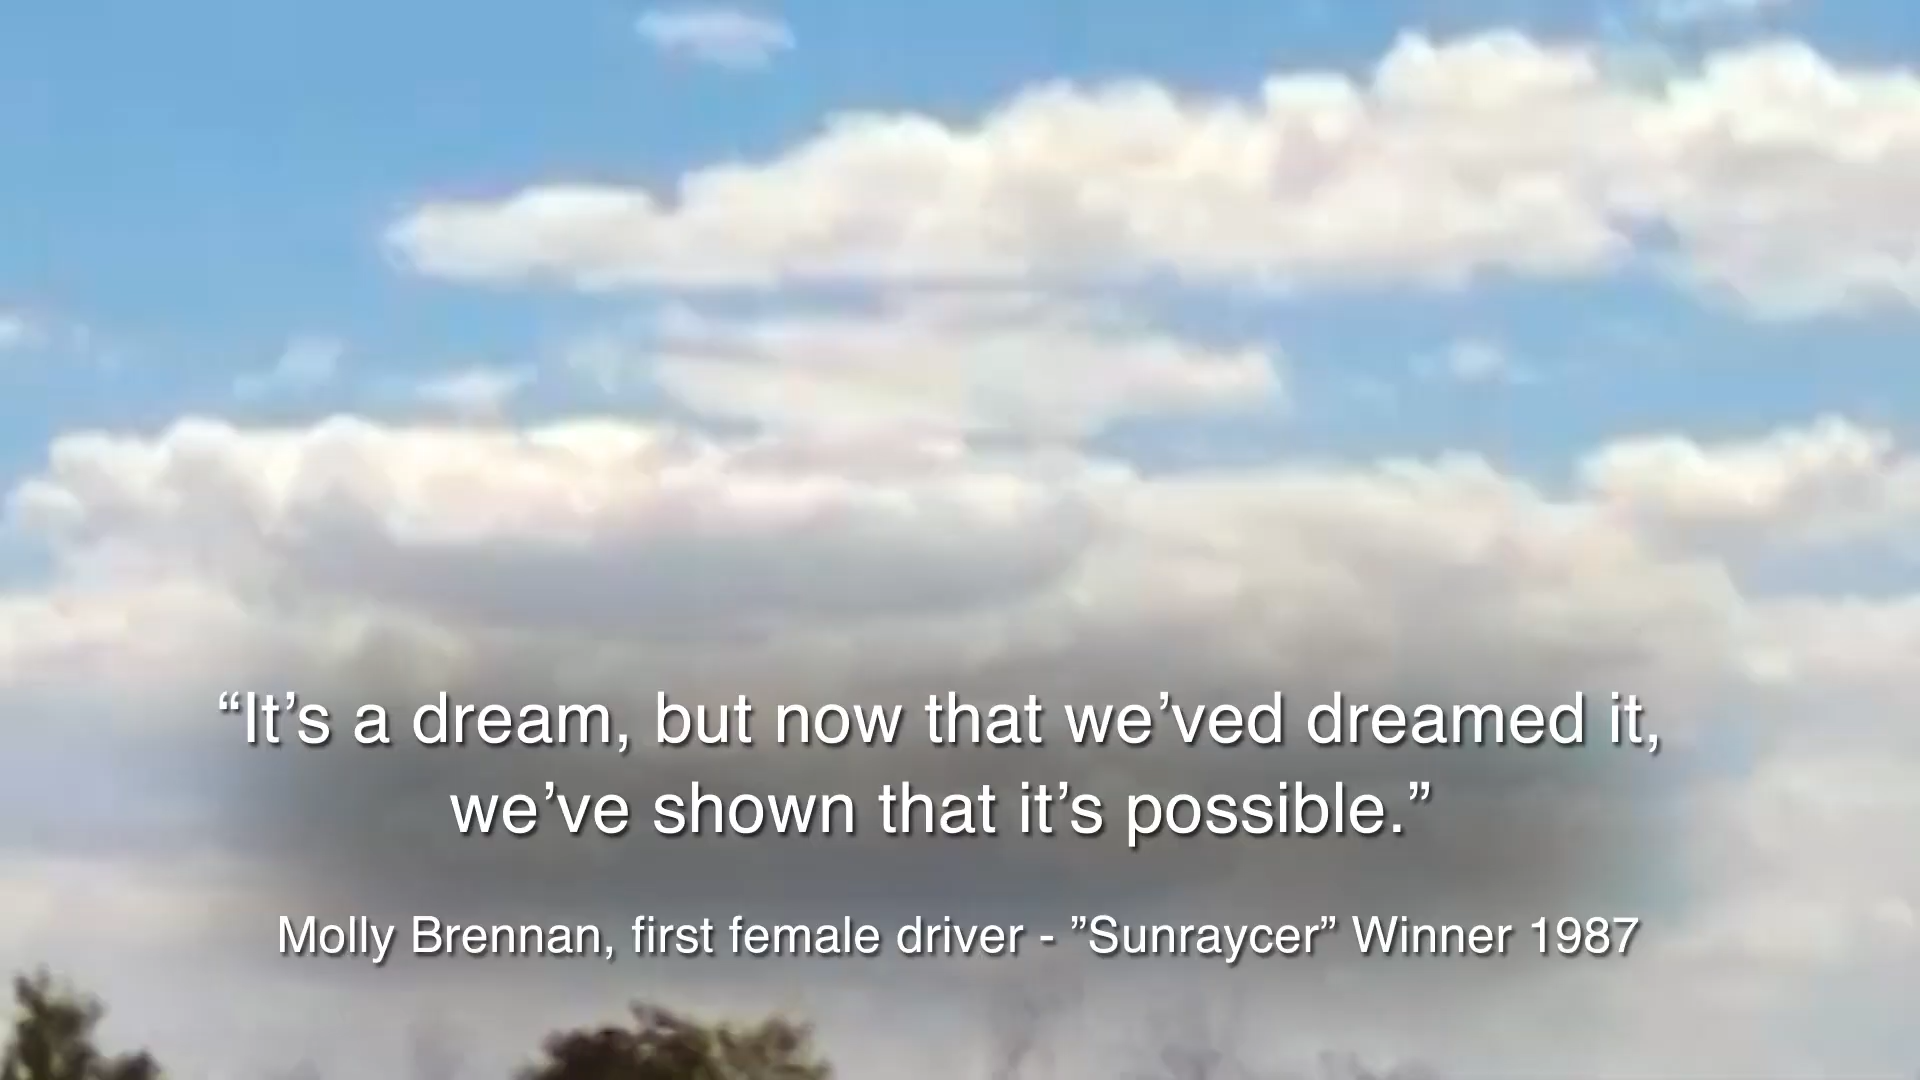 “It’s a dream, but now that we’ved dreamed it,
we’ve shown that it’s possible.”
Molly Brennan, first female driver - ”Sunraycer” Winner 1987